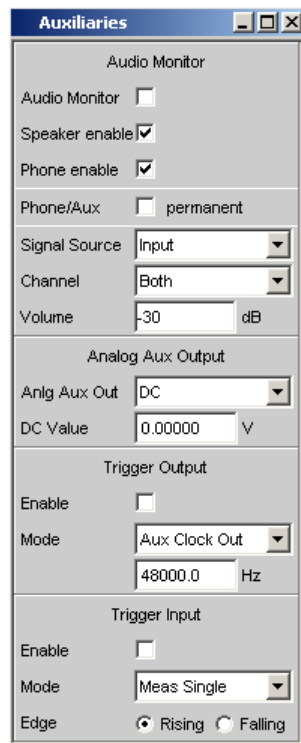 Auxiliaries
Audio Monitor
Audio Monitor
Speaker enable
Phone enable
Phone/Aux permanent
Signal Source Input
Channel Both
Volume -30 dB
Analog Aux Output
Anlg Aux Out DC
DC Value 0.00000 V
Trigger Output
Enable
Mode Aux Clock Out
48000.0 Hz
Trigger Input
Enable
Mode Meas Single
Edge Rising Falling